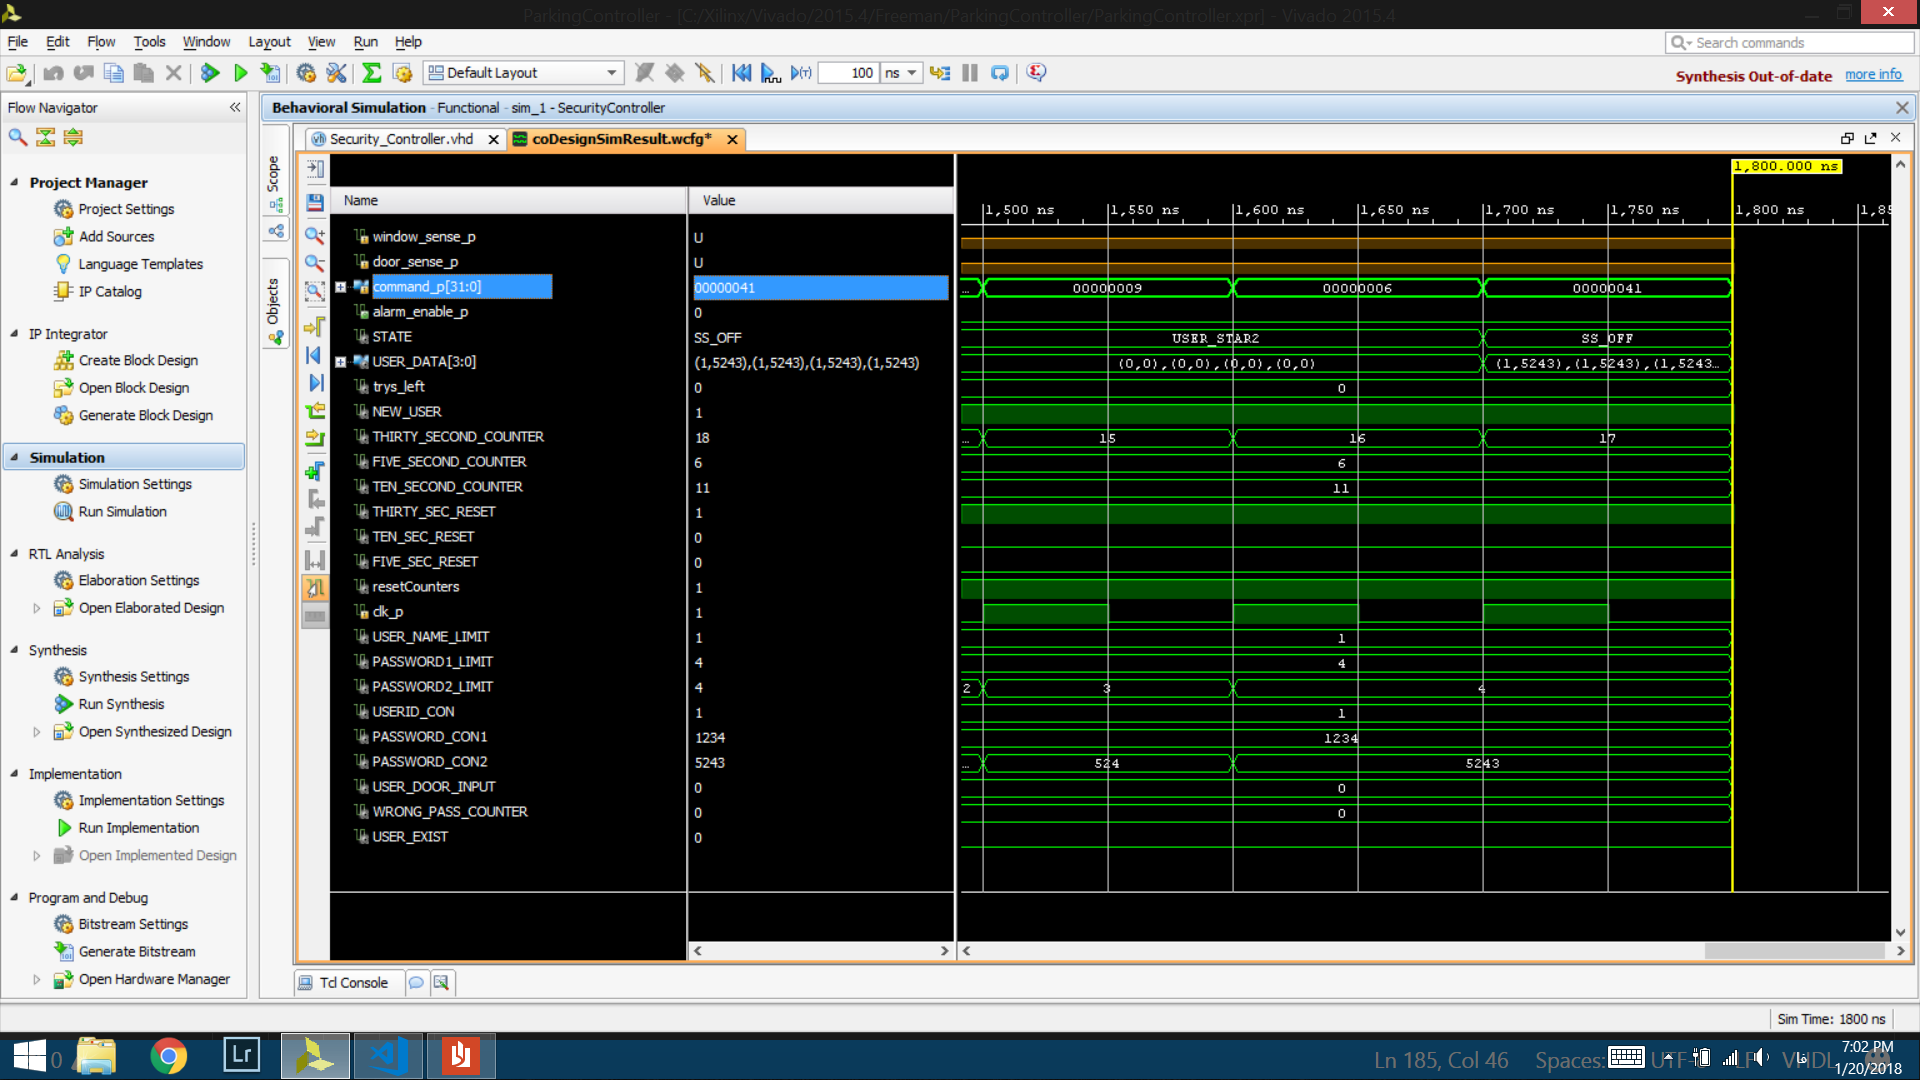 ParkingController - [C:/Xilinx/Vivado/2015.4/Freeman/ParkingController/ParkingController.xpr] - Vivado 2015.4
File Edit Flow Tools Window Layout View Run Help
Search commands
Default Layout
100 ns
Synthesis Out-of-date more info
Flow Navigator
Behavioral Simulation - Functional - sim_1 - SecurityController
Security_Controller.vhd
coDesignSimResult.wcfg*
Project Manager
Project Settings
Add Sources
Language Templates
IP Catalog
IP Integrator
Create Block Design
Open Block Design
Generate Block Design
Simulation
Simulation Settings
Run Simulation
RTL Analysis
Elaboration Settings
Open Elaborated Design
Synthesis
Synthesis Settings
Run Synthesis
Open Synthesized Design
Implementation
Implementation Settings
Run Implementation
Open Implemented Design
Program and Debug
Bitstream Settings
Generate Bitstream
Open Hardware Manager
Scope
Objects
Name Value
1,800.000 ns
1,500 ns 1,550 ns 1,600 ns 1,650 ns 1,700 ns 1,750 ns 1,800 ns 1,85
window_sense_p U
door_sense_p U
command_p[31:0] 00000041 ... 00000009 00000006 00000041
alarm_enable_p 0
STATE SS_OFF USER_STAR2 SS_OFF
USER_DATA[3:0] (1,5243),(1,5243),(1,5243),(1,5243) (0,0),(0,0),(0,0),(0,0) (1,5243),(1,5243),(1,5243...
trys_left 0 0
NEW_USER 1
THIRTY_SECOND_COUNTER 18 ... 15 16 17
FIVE_SECOND_COUNTER 6 6
TEN_SECOND_COUNTER 11 11
THIRTY_SEC_RESET 1
TEN_SEC_RESET 0
FIVE_SEC_RESET 0
resetCounters 1
clk_p 1
USER_NAME_LIMIT 1 1
PASSWORD1_LIMIT 4 4
PASSWORD2_LIMIT 4 2 3 4
USERID_CON 1 1
PASSWORD_CON1 1234 1234
PASSWORD_CON2 5243 ... 524 5243
USER_DOOR_INPUT 0 0
WRONG_PASS_COUNTER 0 0
USER_EXIST 0
Tcl Console
Sim Time: 1800 ns
0
Lr
Ln 185, Col 46 Spaces: UTF- LF VHDL
7:02 PM
1/20/2018